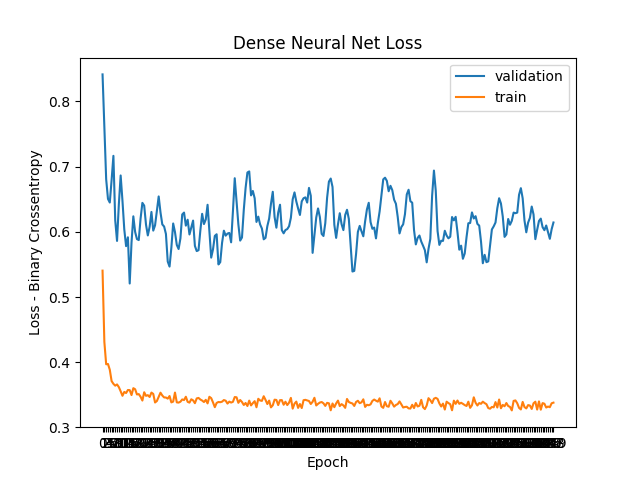 Dense Neural Net Loss
validation
train
0.8
0.7
0.6
0.5
0.4
0.3
Loss - Binary Crossentropy
Epoch